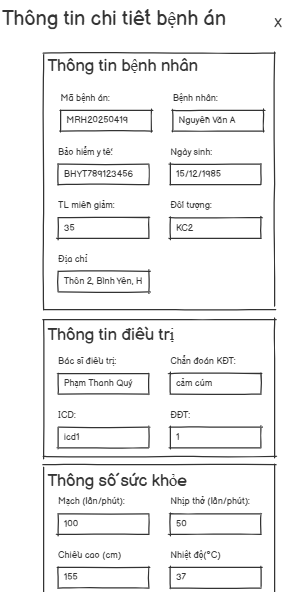 Thông tin chi tiết bệnh án x
Thông tin bệnh nhân
Mã bệnh án: Bệnh nhân:
MRH20250419 Nguyễn Văn A
Bảo hiểm y tế: Ngày sinh:
BHYT789123456 15/12/1985
TL miễn giảm: Đối tượng:
35 KC2
Địa chỉ
Thôn 2, Bình Yên, H
Thông tin điều trị
Bác sĩ điều trị: Chẩn đoán KĐT:
Phạm Thanh Quý cảm cúm
ICD: ĐĐT:
icd1 1
Thông số sức khỏe
Mạch (lần/phút): Nhịp thở (lần/phút):
100 50
Chiều cao (cm) Nhiệt độ(°C)
155 37